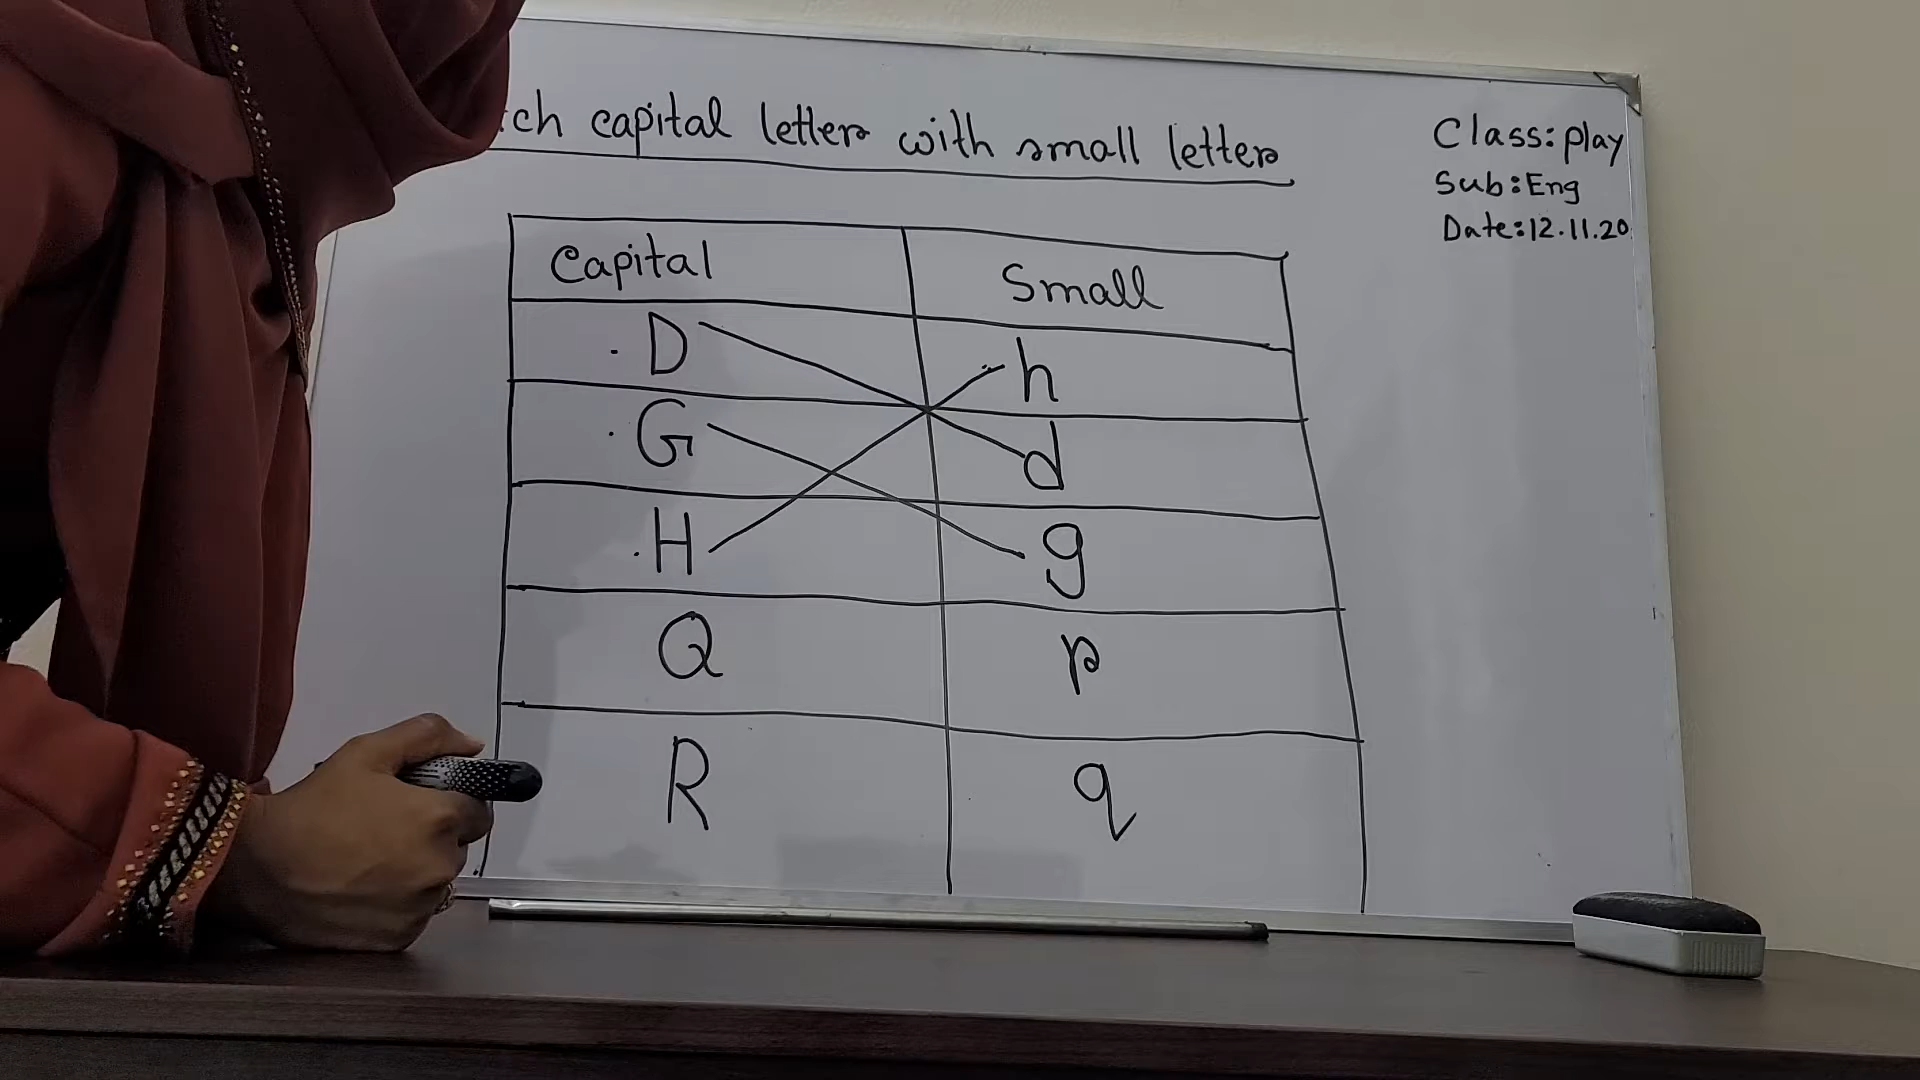 ch capital letter with small letter
Class: play
Sub: Eng
Date: 12.11.20
Capital Small
D h
G d
H g
Q p
R q